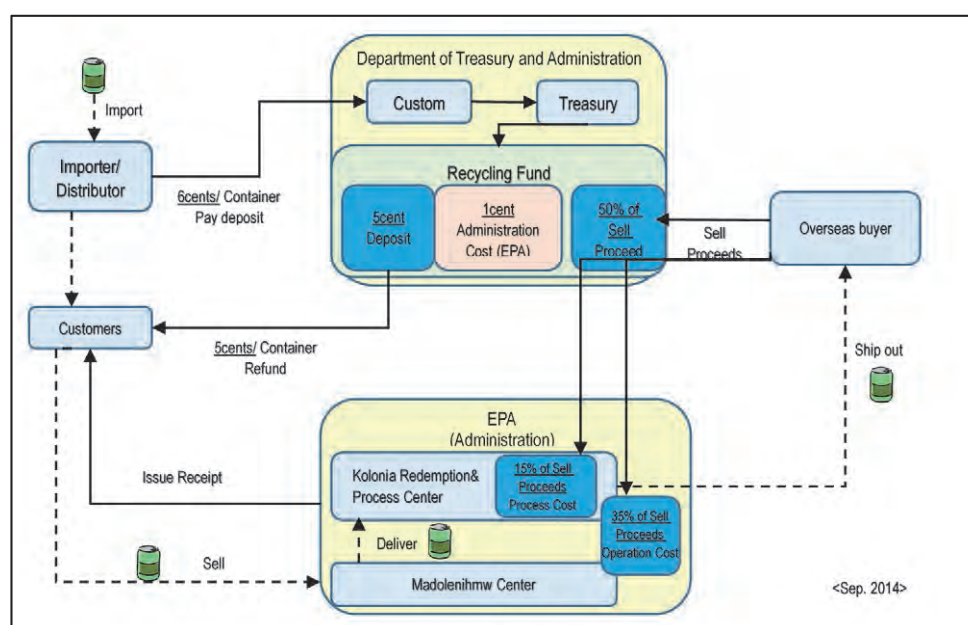 Department of Treasury and Administration
Import
Custom
Treasury
Importer/
Distributor
6cents/ Container
Pay deposit
Recycling Fund
5cent
Deposit
1cent
Administration
Cost (EPA)
50% of
Sell
Proceed
Sell
Proceeds
Overseas buyer
Customers
5cents/ Container
Refund
Ship out
EPA
(Administration)
Issue Receipt
Kolonia Redemption&
Process Center
15% of Sell
Proceeds
Process Cost
35% of Sell
Proceeds
Operation Cost
Deliver
Sell
Madolenihmw Center
<Sep. 2014>